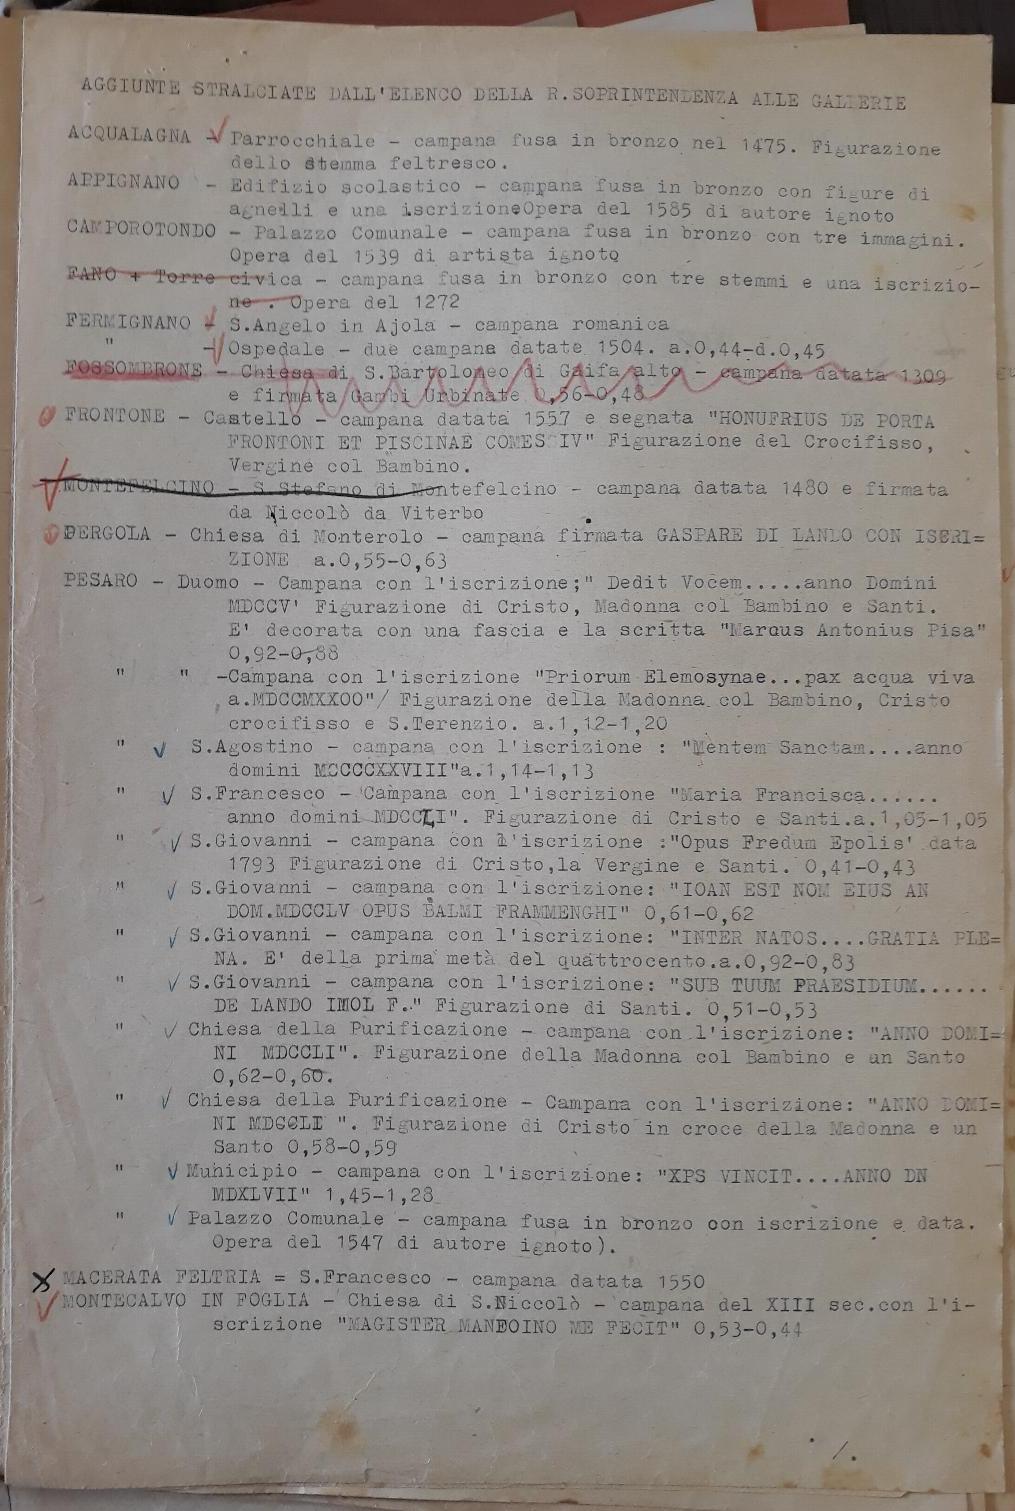 AGGIUNTE STRALCIATE DALL'ELENCO DELLA R.SOPRINTENDENZA ALLE GALLERIE
ACQUALAGNA - Parrocchiale - campana fusa in bronzo nel 1475. Figurazione
dello stemma feltresco.
APPIGNANO - Edifizio scolastico - campana fusa in bronzo con figure di
agnelli e una iscrizioneOpera del 1585 di autore ignoto
CAMPOROTONDO - Palazzo Comunale - campana fusa in bronzo con tre immagini.
Opera del 1539 di artista ignoto
FANO + Torre civica - campana fusa in bronzo con tre stemmi e una iscrizio-
ne . Opera del 1272
FERMIGNANO - S.Angelo in Ajola - campana romanica
" - Ospedale - due campana datate 1504. a.0,44-d.0,45
FOSSOMBRONE - Chiesa di S.Bartolomeo di Gaifa alto - campana datata 1309
e firmata Gambi Urbinate 0,56-0,48
FRONTONE - Castello - campana datata 1557 e segnata "HONUFRIUS DE PORTA
FRONTONI ET PISCINAE COMES IV" Figurazione del Crocifisso,
Vergine col Bambino.
MONTEFELCINO - S.Stefano di Montefelcino - campana datata 1480 e firmata
da Niccolò da Viterbo
PERGOLA - Chiesa di Monterolo - campana firmata GASPARE DI LANDO CON ISCRI=
ZIONE a.0,55-0,63
PESARO - Duomo - Campana con l'iscrizione;" Dedit Vocem.....anno Domini
MDCCV' Figurazione di Cristo, Madonna col Bambino e Santi.
E' decorata con una fascia e la scritta "Marcus Antonius Pisa"
0,92-0,88
" " -Campana con l'iscrizione "Priorum Elemosynae...pax acqua viva
a.MDCCMXXOO"/ Figurazione della Madonna col Bambino, Cristo
crocifisso e S.Terenzio. a.1,12-1,20
" S.Agostino - campana con l'iscrizione : "Mentem Sanctam....anno
domini MCCCCXXVIII"a.1,14-1,13
" S.Francesco - Campana con l'iscrizione "Maria Francisca......
anno domini MDCCLI". Figurazione di Cristo e Santi.a.1,05-1,05
" S.Giovanni - campana con l'iscrizione :"Opus Fredum Epolis' data
1793 Figurazione di Cristo,la Vergine e Santi. 0,41-0,43
" S.Giovanni - campana con l'iscrizione: "IOAN EST NOM EIUS AN
DOM.MDCCLV OPUS BALMI FRAMMENGHI" 0,61-0,62
" S.Giovanni - campana con l'iscrizione: "INTER NATOS....GRATIA PLE=
NA. E' della prima metà del quattrocento.a.0,92-0,83
" S.Giovanni - campana con l'iscrizione: "SUB TUUM PRAESIDIUM......
DE LANDO IMOL F.." Figurazione di Santi. 0,51-0,53
" Chiesa della Purificazione - campana con l'iscrizione: "ANNO DOMI=
NI MDCCLI". Figurazione della Madonna col Bambino e un Santo
0,62-0,60.
" Chiesa della Purificazione - Campana con l'iscrizione: "ANNO DOMI=
NI MDCCLI ". Figurazione di Cristo in croce della Madonna e un
Santo 0,58-0,59
" Municipio - campana con l'iscrizione: "XPS VINCIT....ANNO DN
MDXLVII" 1,45-1,28
" Palazzo Comunale - campana fusa in bronzo con iscrizione e data.
Opera del 1547 di autore ignoto).
MACERATA FELTRIA = S.Francesco - campana datata 1550
MONTECALVO IN FOGLIA - Chiesa di S.Niccolò - campana del XIII sec.con l'i-
scrizione "MAGISTER MANFOINO ME FECIT" 0,53-0,44
./.